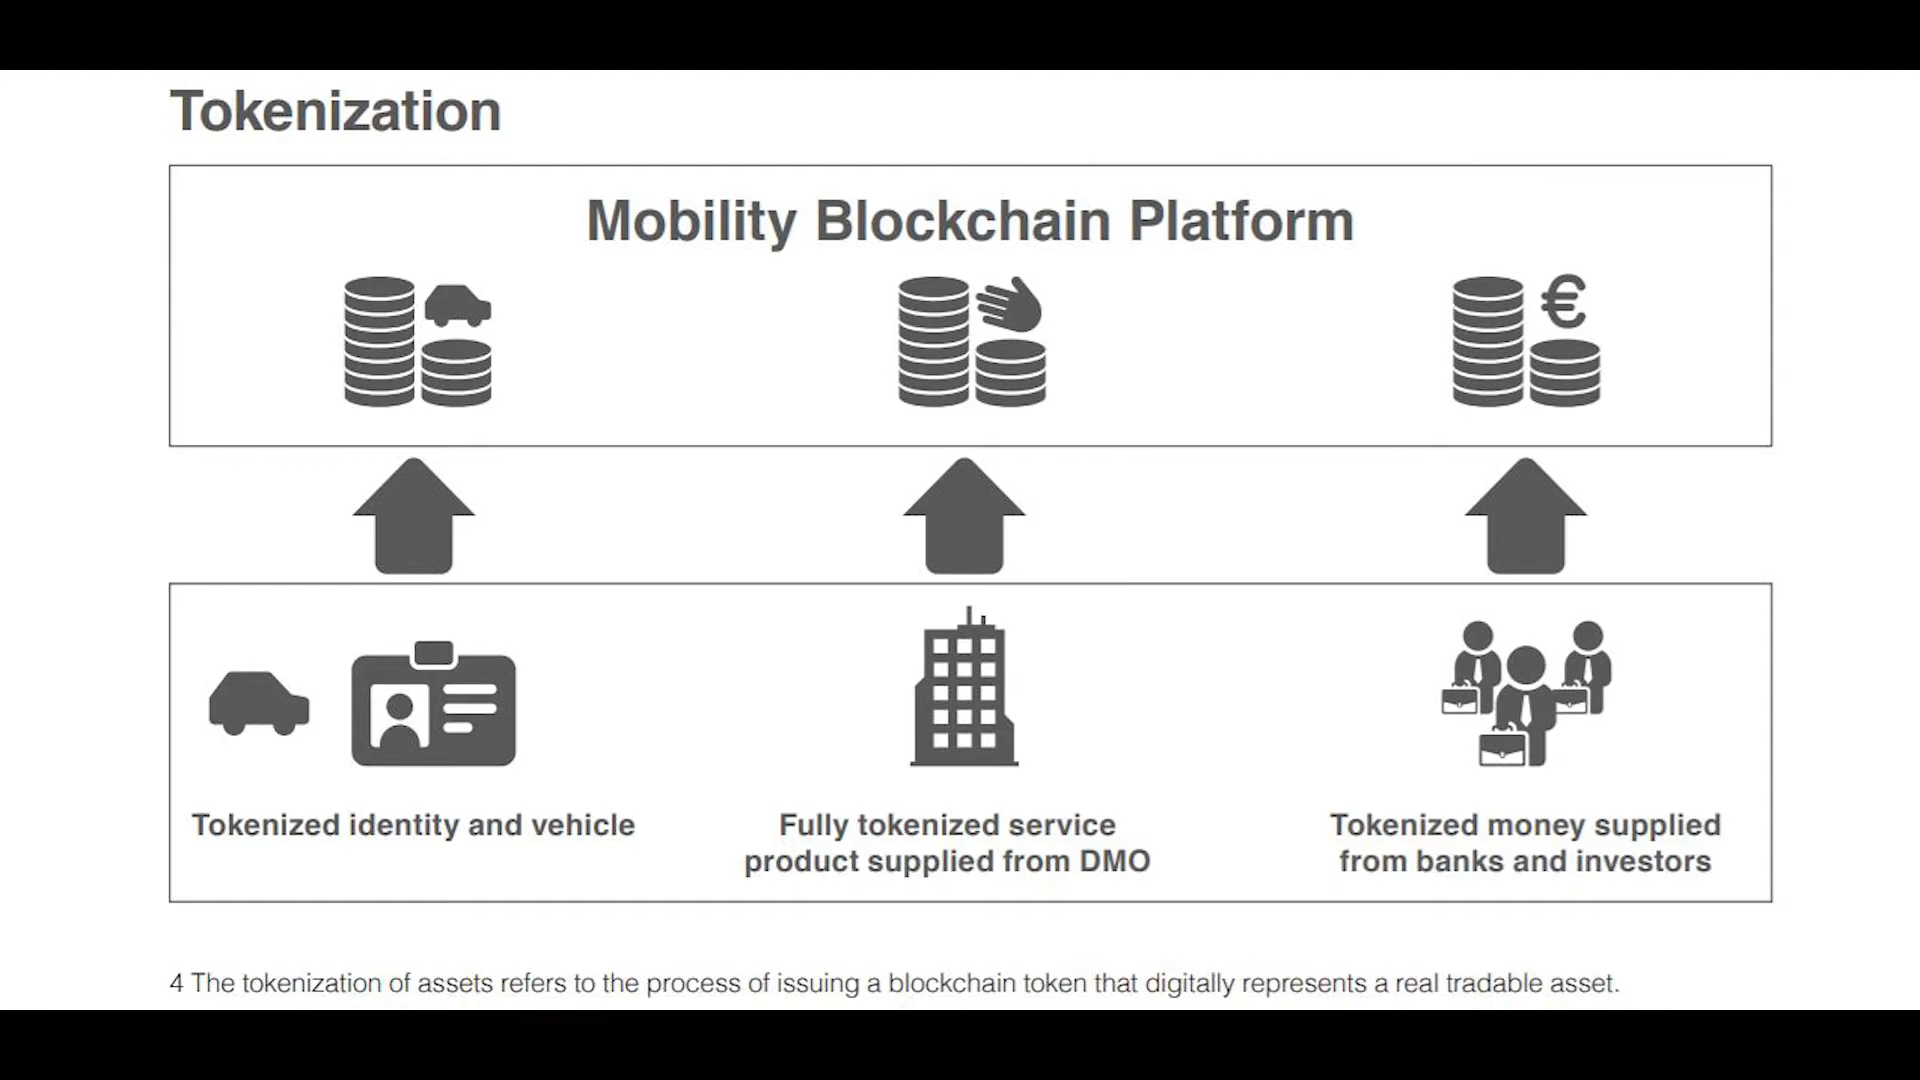 Tokenization
Mobility Blockchain Platform
€
Tokenized identity and vehicle
Fully tokenized service
product supplied from DMO
Tokenized money supplied
from banks and investors
4 The tokenization of assets refers to the process of issuing a blockchain token that digitally represents a real tradable asset.